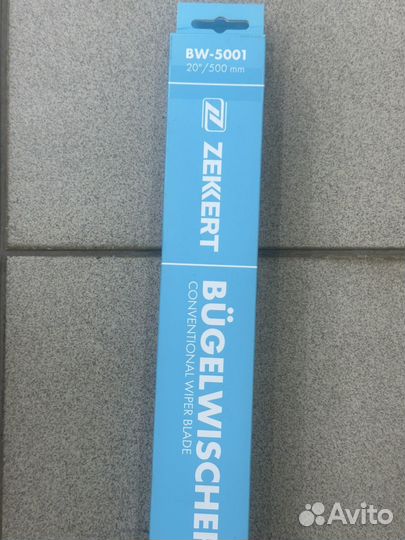 BW-5001
20"/500 mm
ZEKKERT
BÜGELWISCHER
CONVENTIONAL WIPER BLADE
Avito